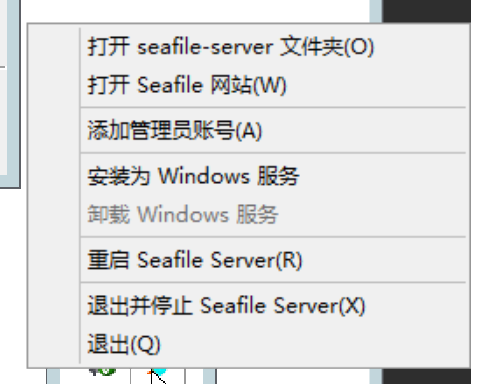 打开 seafile-server 文件夹(O)
打开 Seafile 网站(W)
添加管理员账号(A)
安装为 Windows 服务
卸载 Windows 服务
重启 Seafile Server(R)
退出并停止 Seafile Server(X)
退出(Q)